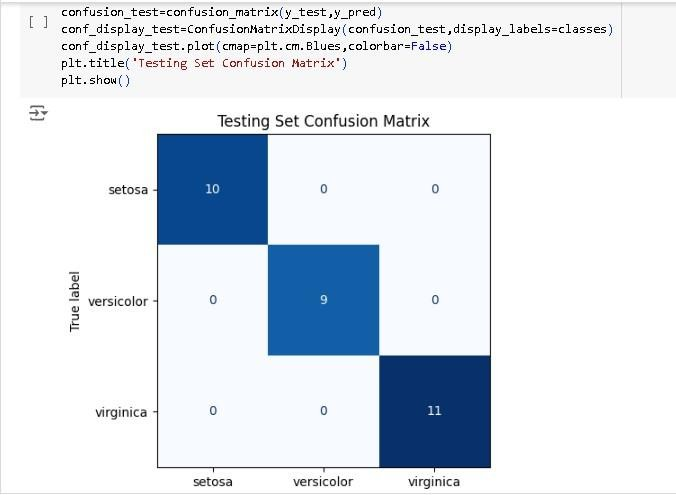 [ ]
confusion_test=confusion_matrix(y_test,y_pred)
conf_display_test=ConfusionMatrixDisplay(confusion_test,display_labels=classes)
conf_display_test.plot(cmap=plt.cm.Blues,colorbar=False)
plt.title('Testing Set Confusion Matrix')
plt.show()
Testing Set Confusion Matrix
True label
setosa 10 0 0
versicolor 0 9 0
virginica 0 0 11
setosa versicolor virginica